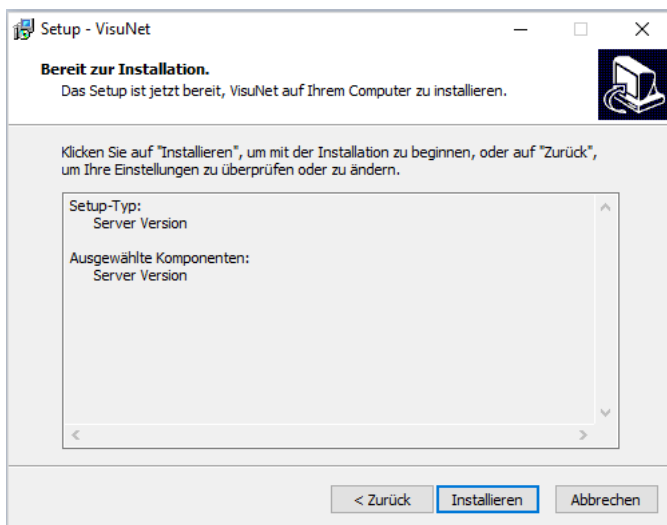 Setup - VisuNet
Bereit zur Installation.
Das Setup ist jetzt bereit, VisuNet auf Ihrem Computer zu installieren.
Klicken Sie auf "Installieren", um mit der Installation zu beginnen, oder auf "Zurück",
um Ihre Einstellungen zu überprüfen oder zu ändern.
Setup-Typ:
Server Version
Ausgewählte Komponenten:
Server Version
< Zurück
Installieren
Abbrechen